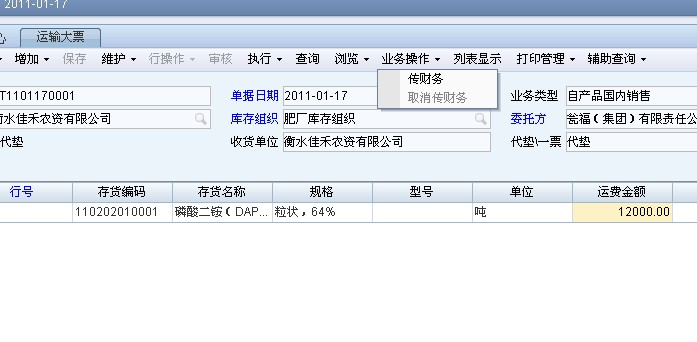 2011-01-17
运输大票
增加 保存 维护 行操作 审核 执行 查询 浏览 业务操作 列表显示 打印管理 辅助查询
传财务
取消传财务
T1101170001 单据日期 2011-01-17 业务类型 自产品国内销售
衡水佳禾农资有限公司 库存组织 肥厂库存组织 委托方 瓮福（集团）有限责任公
代垫 收货单位 衡水佳禾农资有限公司 代垫\一票 代垫
行号 存货编码 存货名称 规格 型号 单位 运费金额
110202010001 磷酸二铵（DAP... 粒状，64% 吨 12000.00